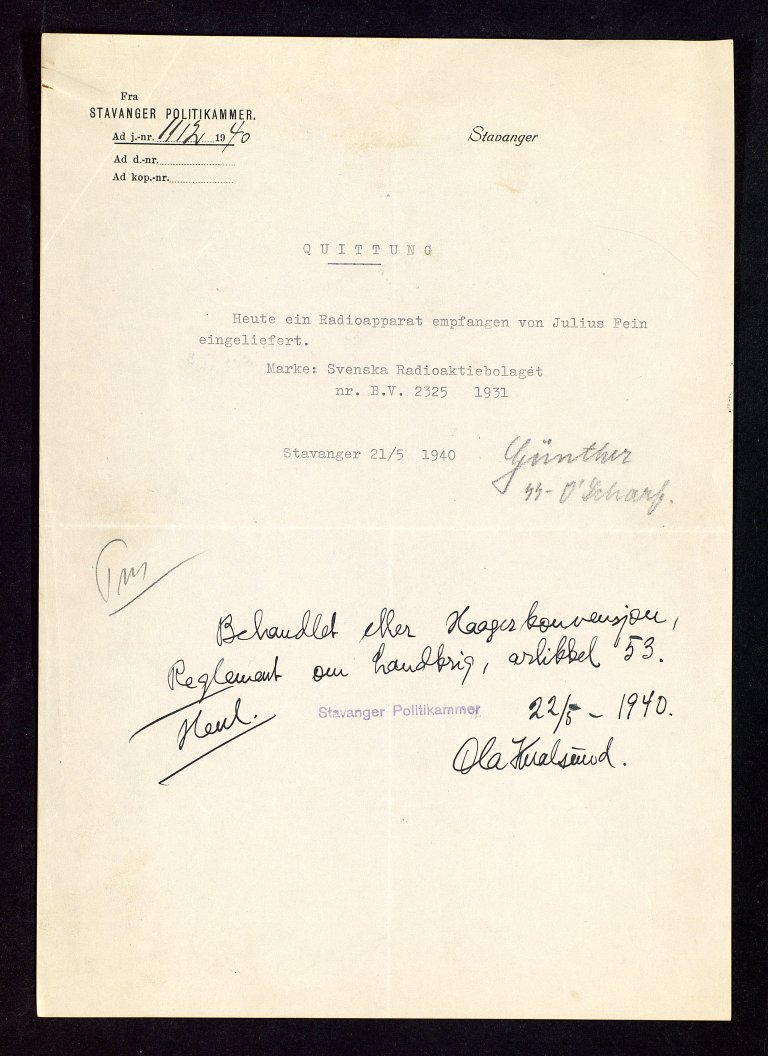 Fra
STAVANGER POLITIKAMMER.
Ad j.-nr. 1112 1940
Stavanger
Ad d.-nr.
Ad kop.-nr.
QUITTUNG
Heute ein Radioapparat empfangen von Julius Fein
eingeliefert.
Marke: Svenska Radioaktiebolaget
nr. B.V. 2325 1931
Stavanger 21/5 1940
Günther
SS-O'Scharf.
Behandlet etter Haagerkonvensjon,
Reglement om Landkrig, artikkel 53.
Henl.
Stavanger Politikammer
22/5 - 1940.
Ola Kvalsund.